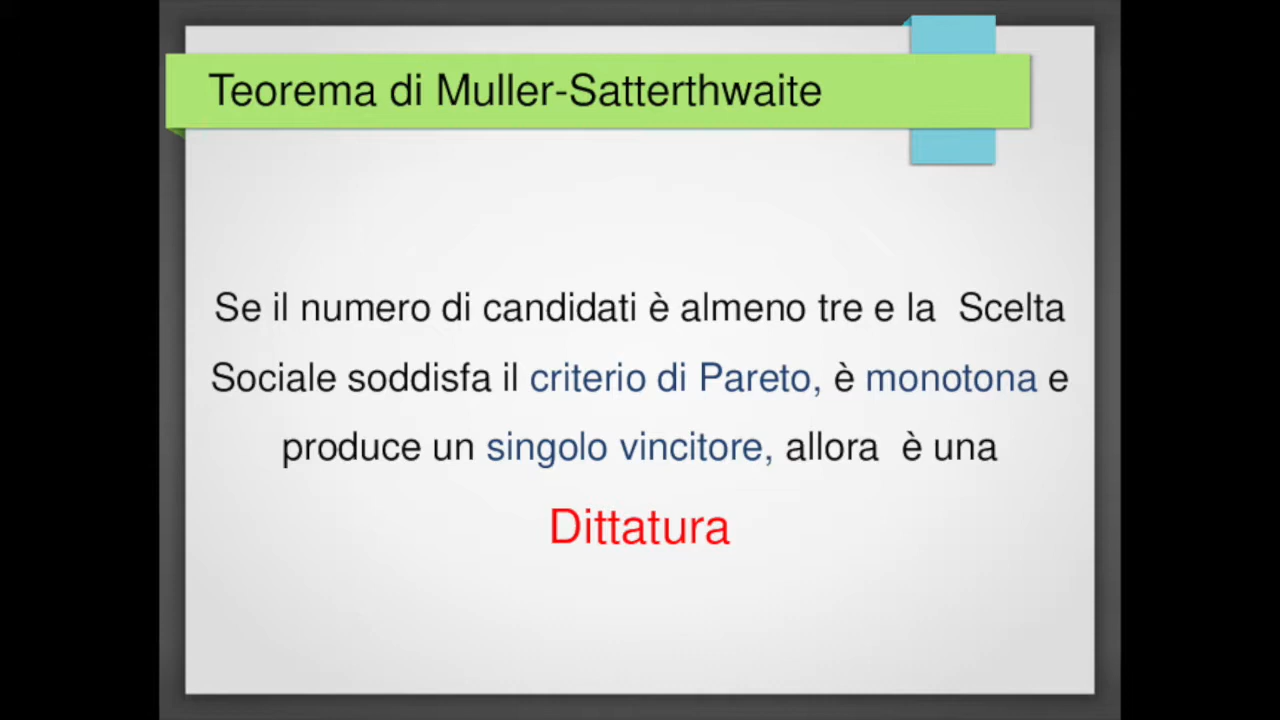 Teorema di Muller-Satterthwaite
Se il numero di candidati è almeno tre e la Scelta
Sociale soddisfa il criterio di Pareto, è monotona e
produce un singolo vincitore, allora è una
Dittatura